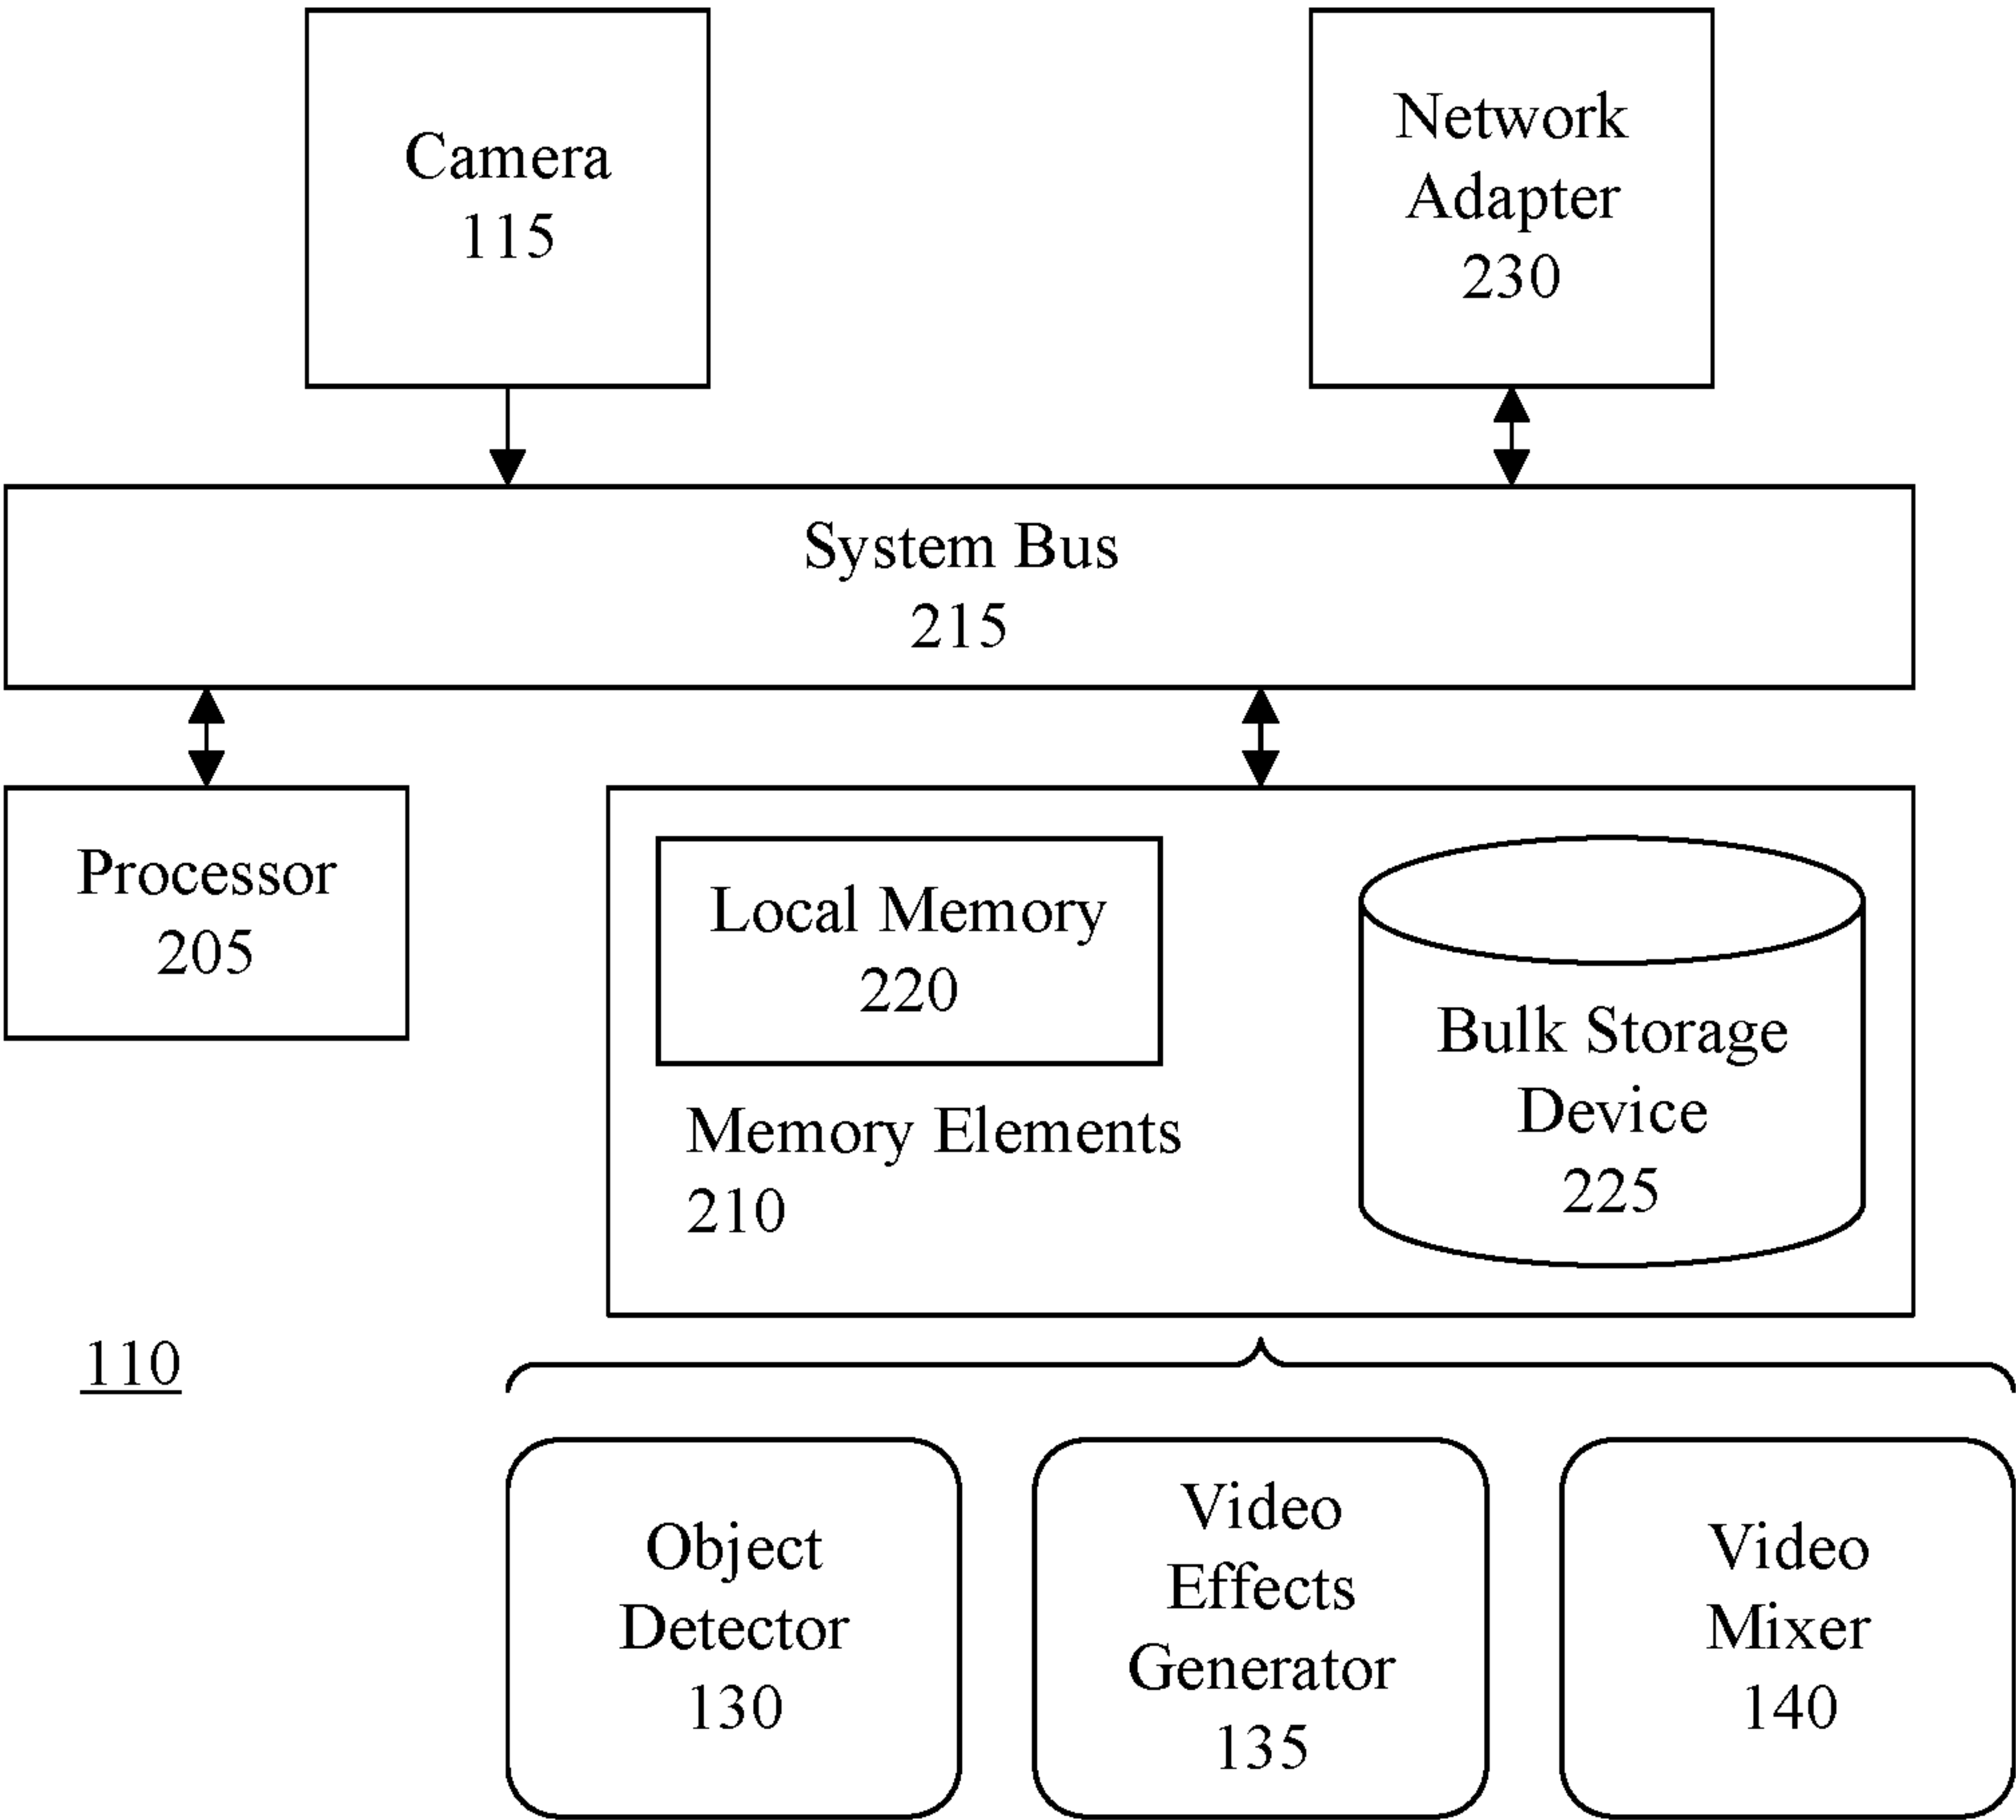 Camera
115
Network
Adapter
230
System Bus
215
Processor
205
Local Memory
220
Memory Elements
210
Bulk Storage
Device
225
110
Object
Detector
130
Video
Effects
Generator
135
Video
Mixer
140